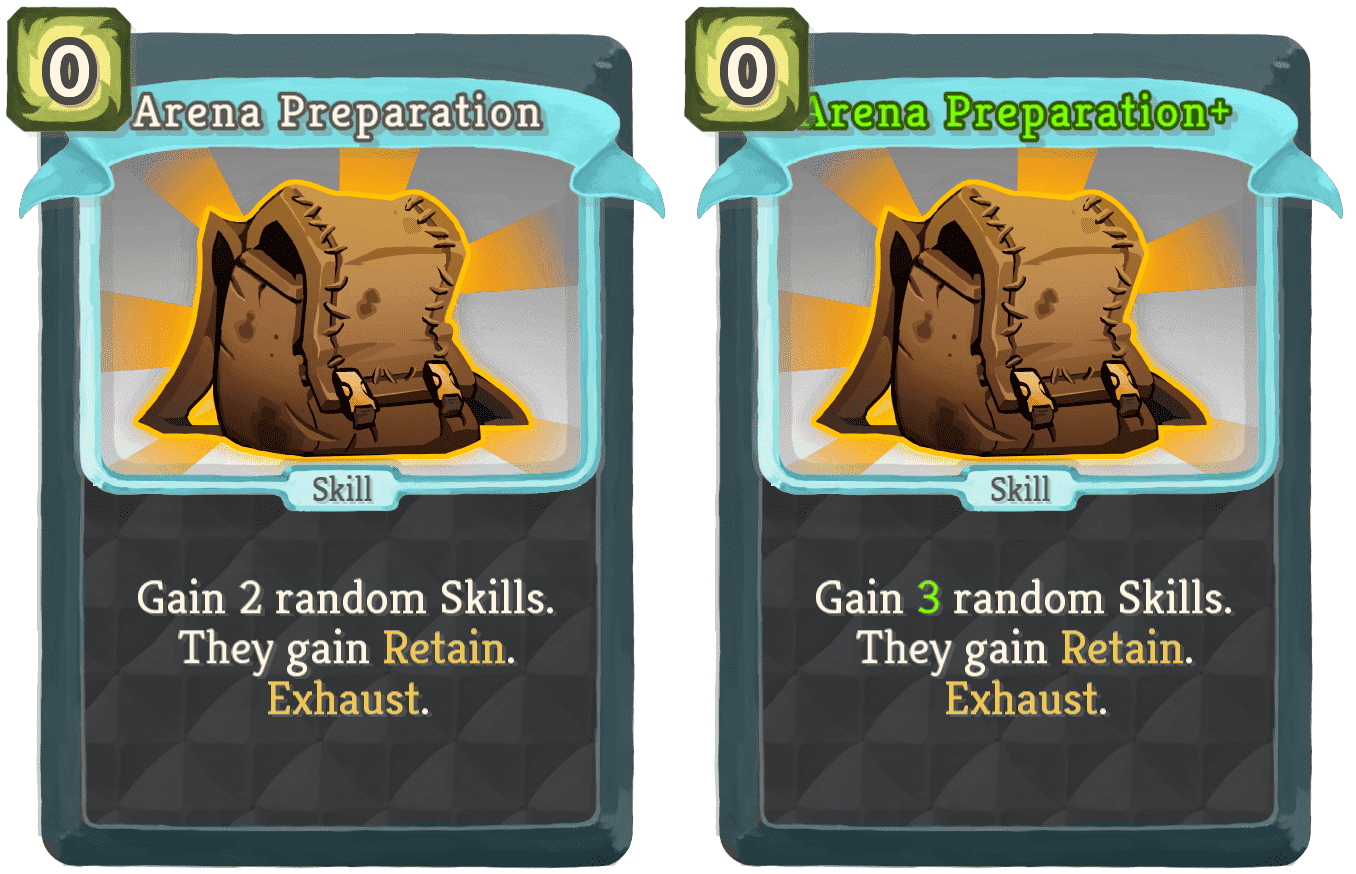 0
Arena Preparation
Skill
Gain 2 random Skills.
They gain Retain.
Exhaust.
0
Arena Preparation+
Skill
Gain 3 random Skills.
They gain Retain.
Exhaust.